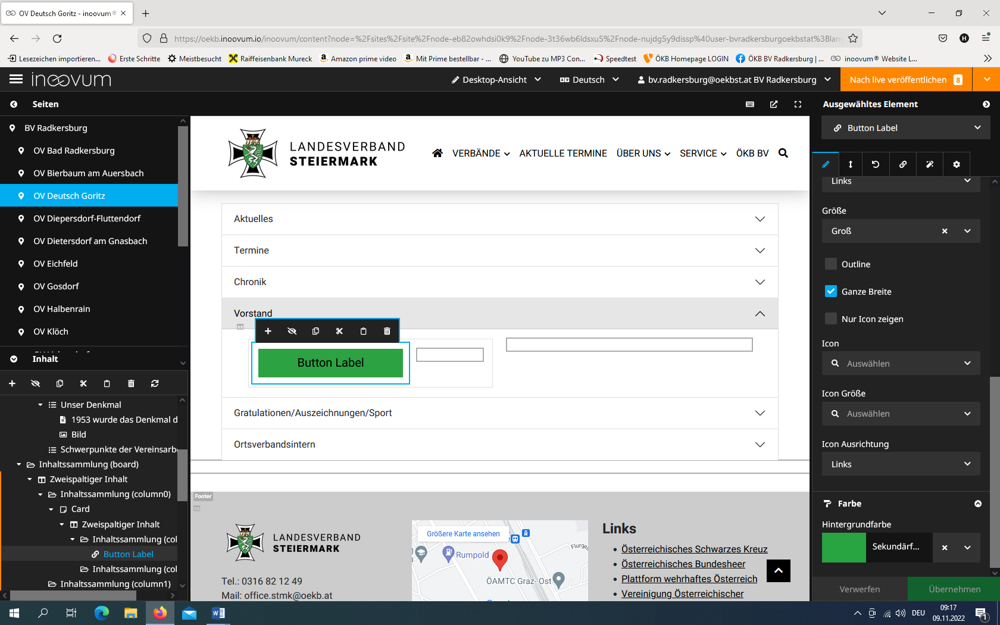 OV Deutsch Goritz - inoovum®
https://oekb.inoovum.io/inoovum/content?node=%2Fsites%2Fsite%2Fnode-eb82owhdsi0k9%2Fnode-3t36wb6ldsxu5%2Fnode-nujdg5y9dissp%40user-bvradkersburgoekbstat%3Blang
Lesezeichen importieren...
Erste Schritte
Meistbesucht
Raiffeisenbank Mureck
Amazon prime video
Mit Prime bestellbar - ...
YouTube zu MP3 Con...
Speedtest
ÖKB Homepage LOGIN
ÖKB BV Radkersburg | ...
inoovum® Website L...
inoovum
Desktop-Ansicht
Deutsch
bv.radkersburg@oekbst.at BV Radkersburg
Nach live veröffentlichen 8
Seiten
BV Radkersburg
OV Bad Radkersburg
OV Bierbaum am Auersbach
OV Deutsch Goritz
OV Diepersdorf-Fluttendorf
OV Dietersdorf am Gnasbach
OV Eichfeld
OV Gosdorf
OV Halbenrain
OV Klöch
Inhalt
Unser Denkmal
1953 wurde das Denkmal d
Bild
Schwerpunkte der Vereinsarbe
Inhaltssammlung (board)
Zweispaltiger Inhalt
Inhaltssammlung (column0)
Card
Zweispaltiger Inhalt
Inhaltssammlung (col
Button Label
Inhaltssammlung (col
Inhaltssammlung (column1)
LANDESVERBAND
STEIERMARK
VERBÄNDE
AKTUELLE TERMINE
ÜBER UNS
SERVICE
ÖKB BV
Aktuelles
Termine
Chronik
Vorstand
Button Label
Gratulationen/Auszeichnungen/Sport
Ortsverbandsintern
Footer
LANDESVERBAND
STEIERMARK
Tel.: 0316 82 12 49
Mail: office.stmk@oekb.at
Größere Karte ansehen
Rumpold
Flurga
ÖAMTC Graz- Ost
Links
Österreichisches Schwarzes Kreuz
Österreichisches Bundesheer
Plattform wehrhaftes Österreich
Vereinigung Österreichischer
Ausgewähltes Element
Button Label
Links
Größe
Groß
Outline
Ganze Breite
Nur Icon zeigen
Icon
Auswählen
Icon Größe
Auswählen
Icon Ausrichtung
Links
Farbe
Hintergrundfarbe
Sekundärf...
Verwerfen
Übernehmen
DEU
09:17
09.11.2022
1